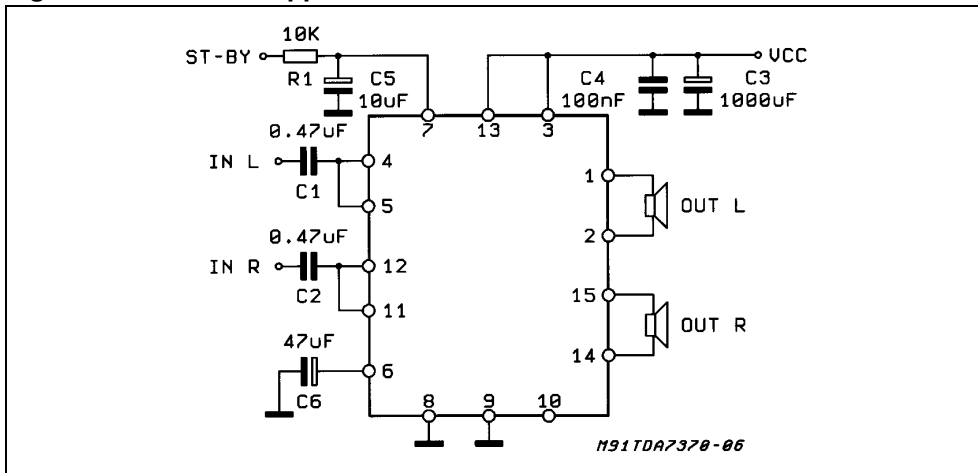 10K
ST-BY
R1
C5
10uF
C4
100nF
VCC
C3
1000uF
7
13
3
0.47uF
IN L
C1
4
5
1
2
OUT L
0.47uF
IN R
C2
12
11
15
14
OUT R
47uF
C6
6
8
9
10
M91TDA7370-06